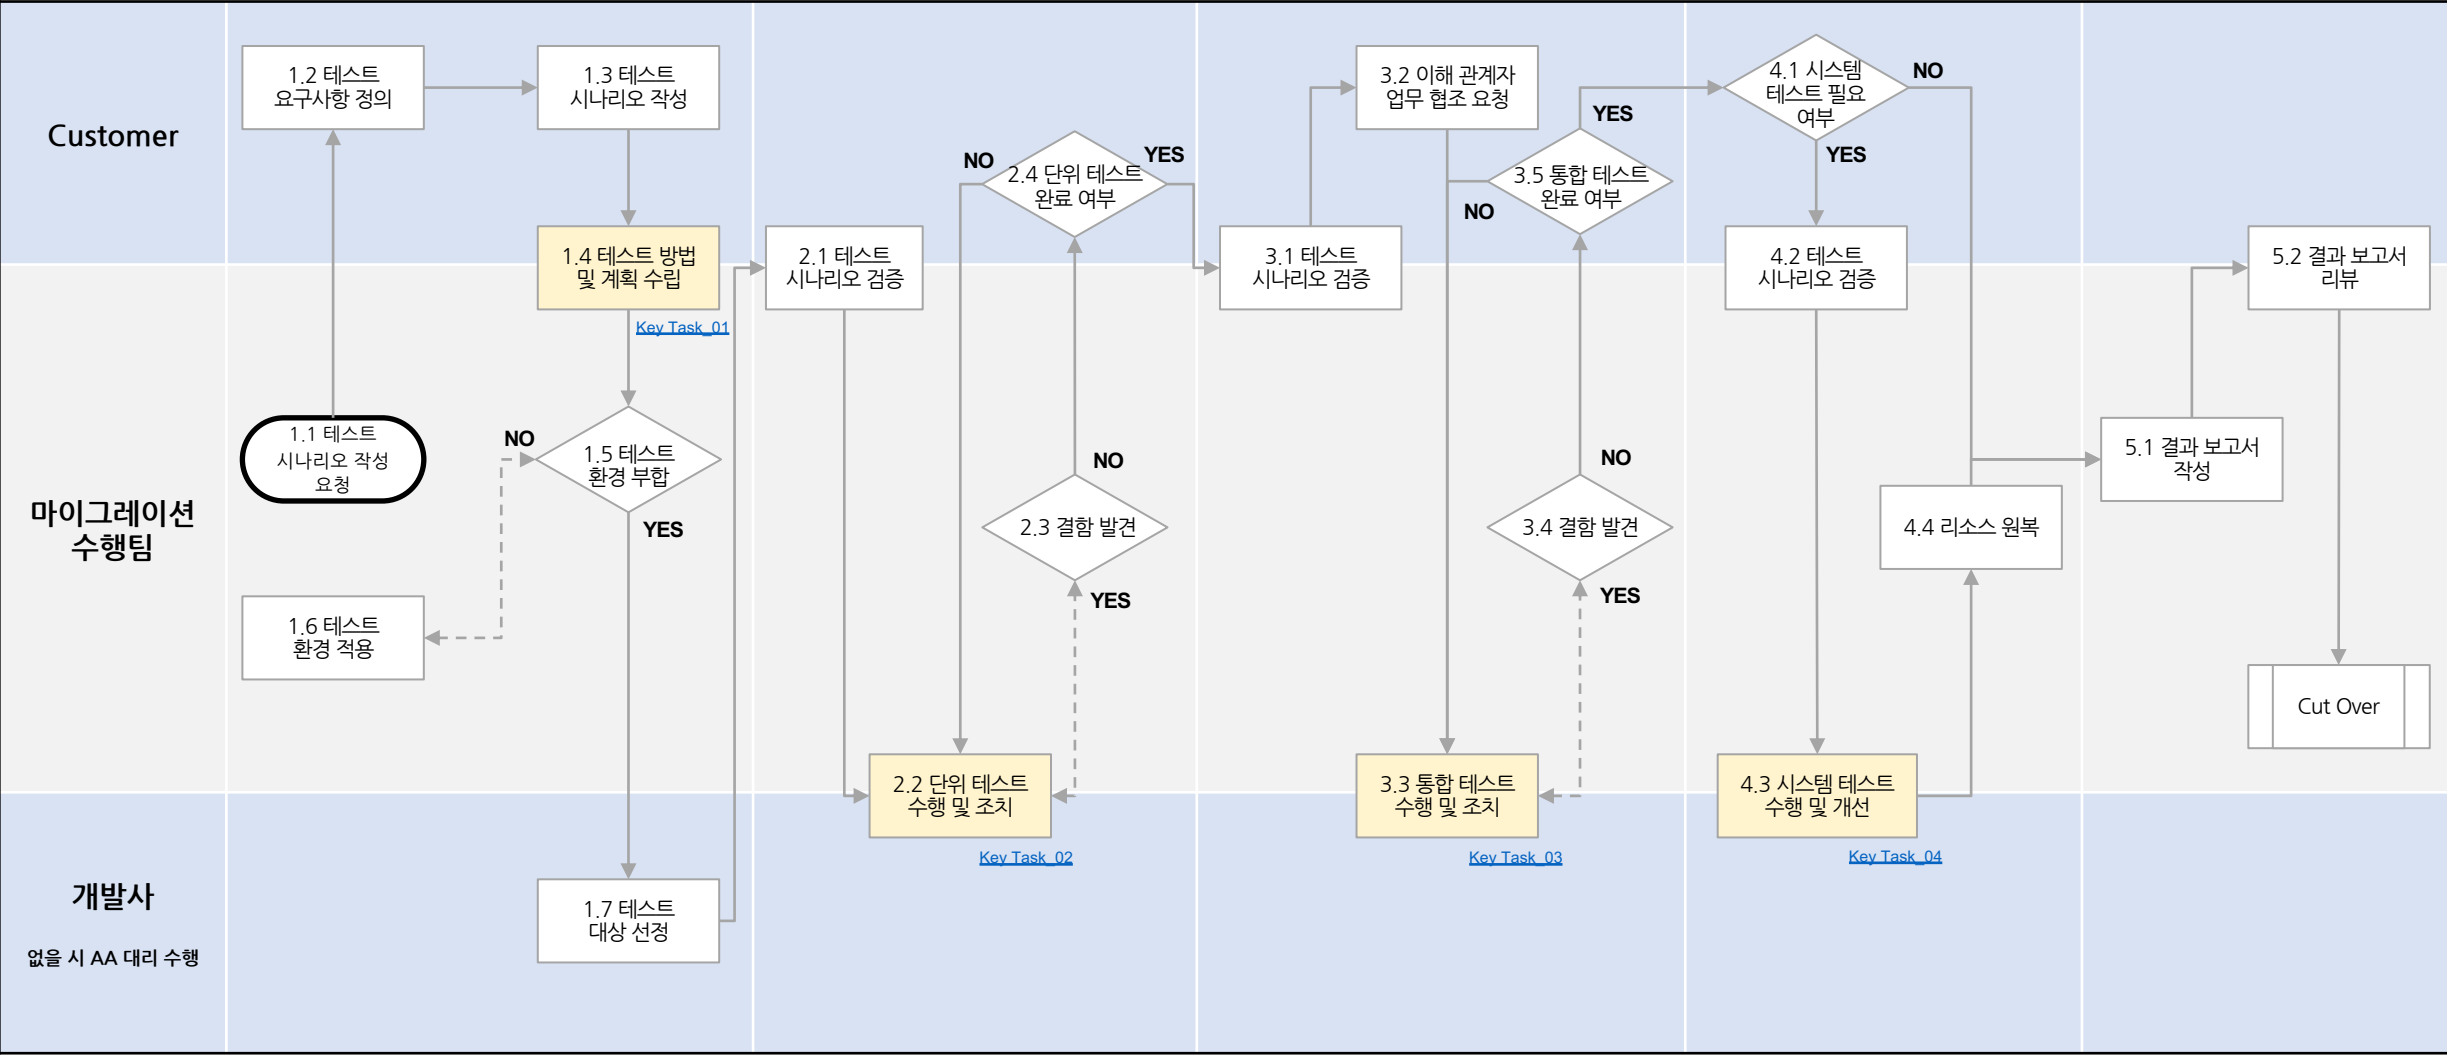 Customer
마이그레이션
수행팀
개발사
없을 시 AA 대리 수행
1.1 테스트
시나리오 작성
요청
1.2 테스트
요구사항 정의
1.3 테스트
시나리오 작성
1.4 테스트 방법
및 계획 수립
Key Task_01
1.5 테스트
환경 부합
NO
YES
1.6 테스트
환경 적용
1.7 테스트
대상 선정
2.1 테스트
시나리오 검증
2.2 단위 테스트
수행 및 조치
Key Task_02
2.3 결함 발견
NO
YES
2.4 단위 테스트
완료 여부
NO
YES
3.1 테스트
시나리오 검증
3.2 이해 관계자
업무 협조 요청
3.3 통합 테스트
수행 및 조치
Key Task_03
3.4 결함 발견
NO
YES
3.5 통합 테스트
완료 여부
YES
NO
4.1 시스템
테스트 필요
여부
NO
YES
4.2 테스트
시나리오 검증
4.3 시스템 테스트
수행 및 개선
Key Task_04
4.4 리소스 원복
5.1 결과 보고서
작성
5.2 결과 보고서
리뷰
Cut Over